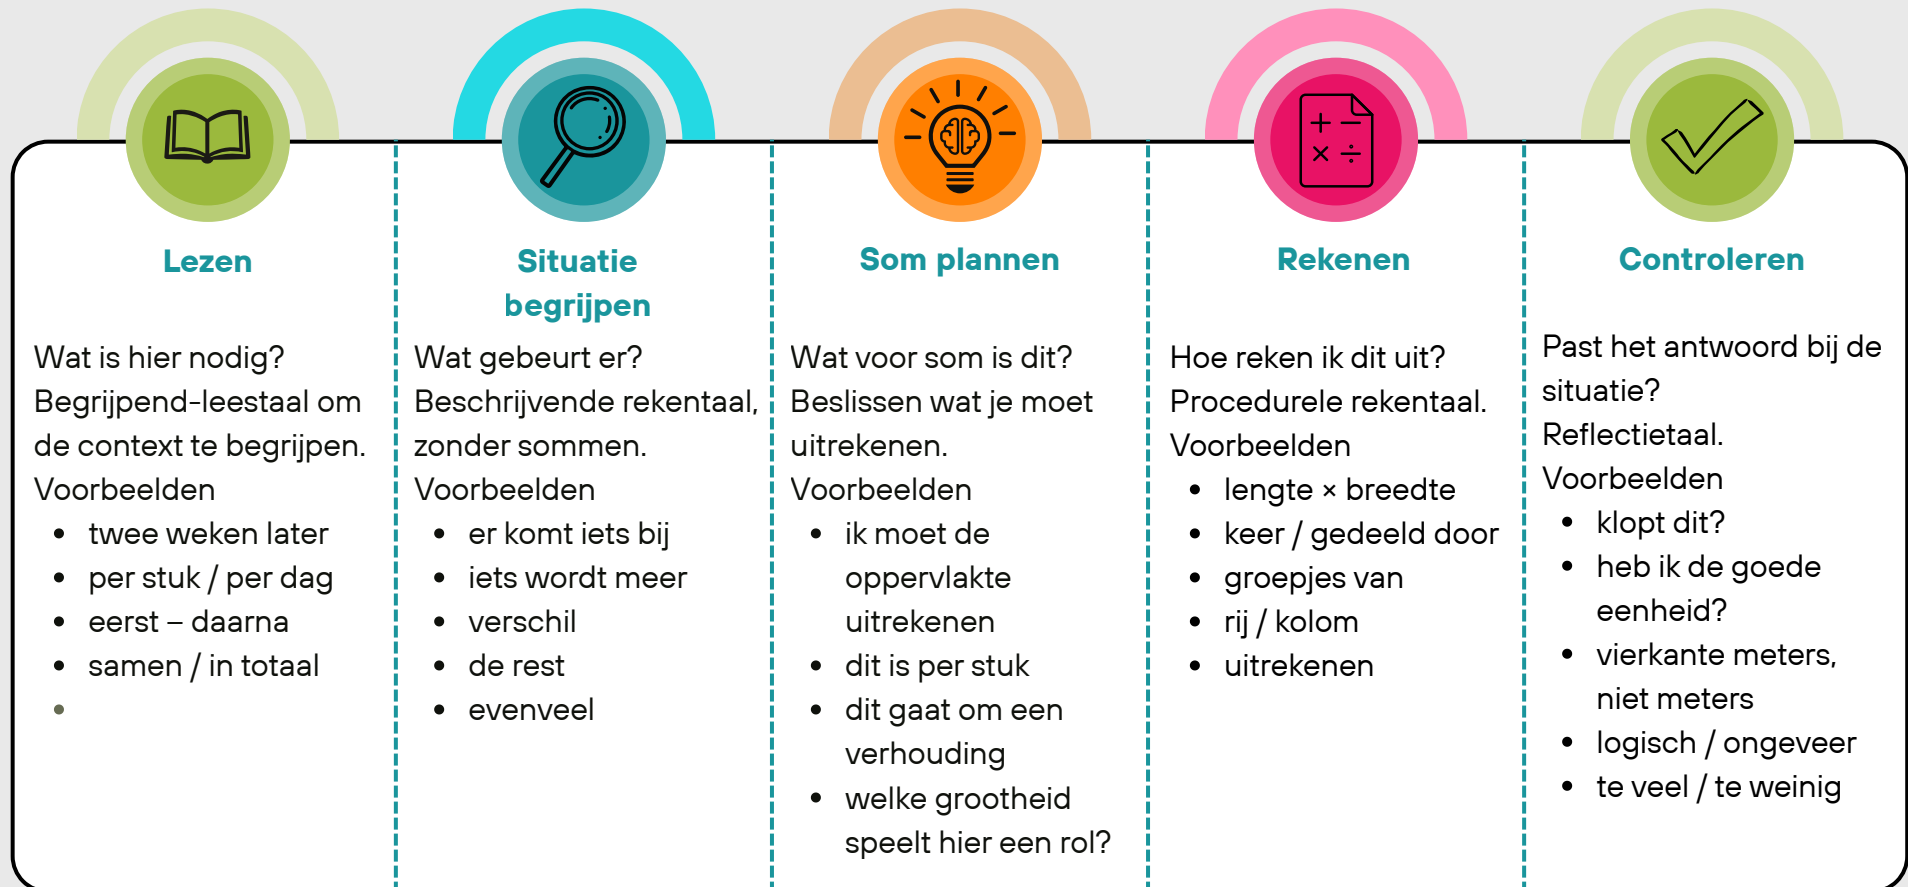 Lezen
Wat is hier nodig?
Begrijpend-leestaal om
de context te begrijpen.
Voorbeelden
• twee weken later
• per stuk / per dag
• eerst – daarna
• samen / in totaal
•
Situatie
begrijpen
Wat gebeurt er?
Beschrijvende rekentaal,
zonder sommen.
Voorbeelden
• er komt iets bij
• iets wordt meer
• verschil
• de rest
• evenveel
Som plannen
Wat voor som is dit?
Beslissen wat je moet
uitrekenen.
Voorbeelden
• ik moet de
oppervlakte
uitrekenen
• dit is per stuk
• dit gaat om een
verhouding
• welke grootheid
speelt hier een rol?
+ −
× ÷
Rekenen
Hoe reken ik dit uit?
Procedurele rekentaal.
Voorbeelden
• lengte × breedte
• keer / gedeeld door
• groepjes van
• rij / kolom
• uitrekenen
Controleren
Past het antwoord bij de
situatie?
Reflectietaal.
Voorbeelden
• klopt dit?
• heb ik de goede
eenheid?
• vierkante meters,
niet meters
• logisch / ongeveer
• te veel / te weinig